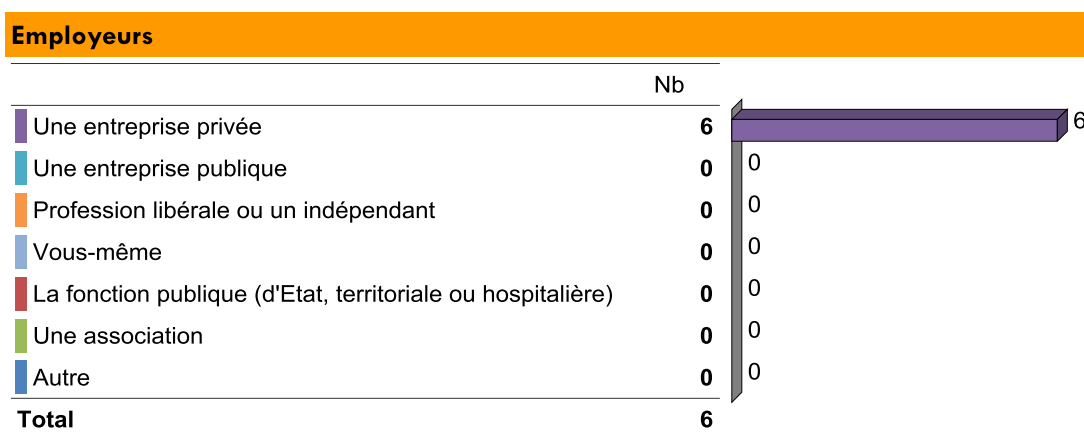 Employeurs
Nb
Une entreprise privée 6 6
Une entreprise publique 0 0
Profession libérale ou un indépendant 0 0
Vous-même 0 0
La fonction publique (d'Etat, territoriale ou hospitalière) 0 0
Une association 0 0
Autre 0 0
Total 6